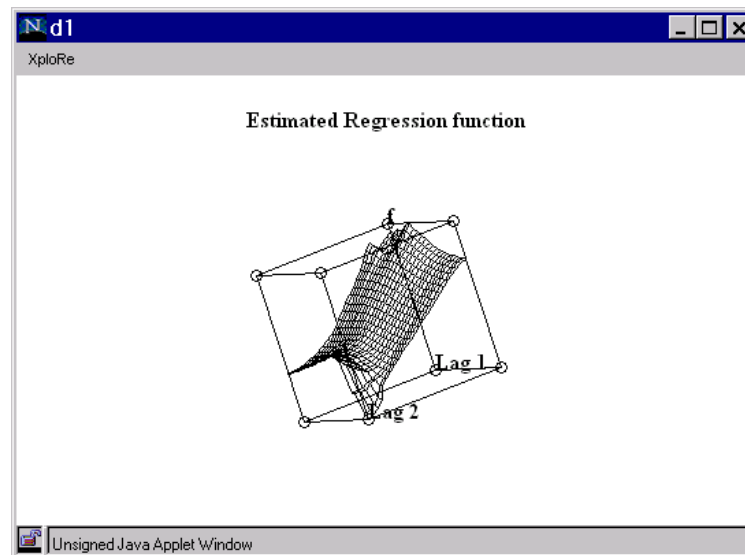 d1
XploRe
Estimated Regression function
f
Lag 1
Lag 2
Unsigned Java Applet Window